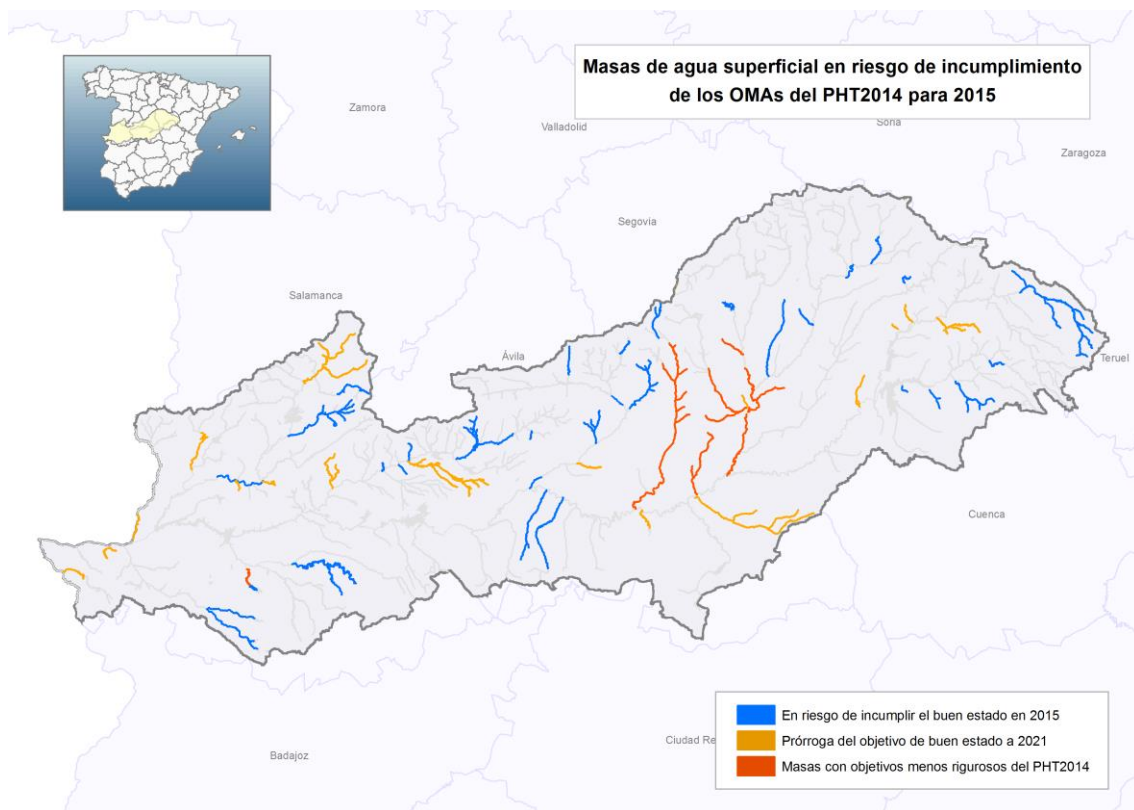 Masas de agua superficial en riesgo de incumplimiento
de los OMAs del PHT2014 para 2015
Zamora
Valladolid
Soria
Zaragoza
Segovia
Salamanca
Ávila
Teruel
Cuenca
Badajoz
Ciudad Re
En riesgo de incumplir el buen estado en 2015
Prórroga del objetivo de buen estado a 2021
Masas con objetivos menos rigurosos del PHT2014